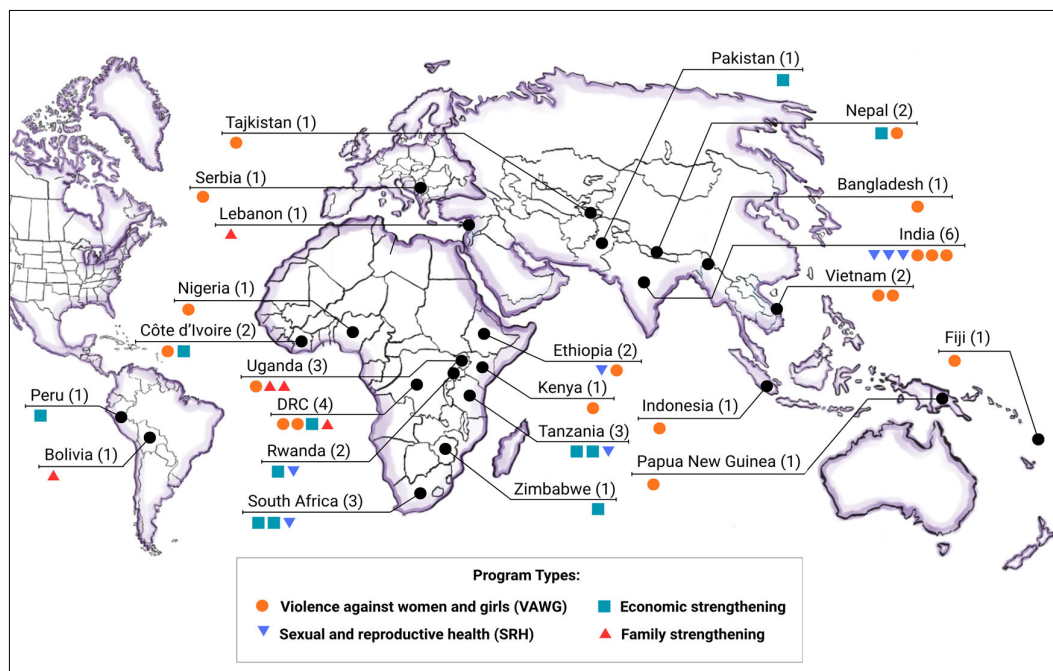 Pakistan (1)
Nepal (2)
Tajkistan (1)
Bangladesh (1)
Serbia (1)
Lebanon (1)
India (6)
Vietnam (2)
Nigeria (1)
Côte d'Ivoire (2)
Fiji (1)
Ethiopia (2)
Uganda (3)
Kenya (1)
Peru (1)
DRC (4)
Indonesia (1)
Tanzania (3)
Bolivia (1)
Rwanda (2)
Papua New Guinea (1)
Zimbabwe (1)
South Africa (3)
Program Types:
Violence against women and girls (VAWG)
Economic strengthening
Sexual and reproductive health (SRH)
Family strengthening